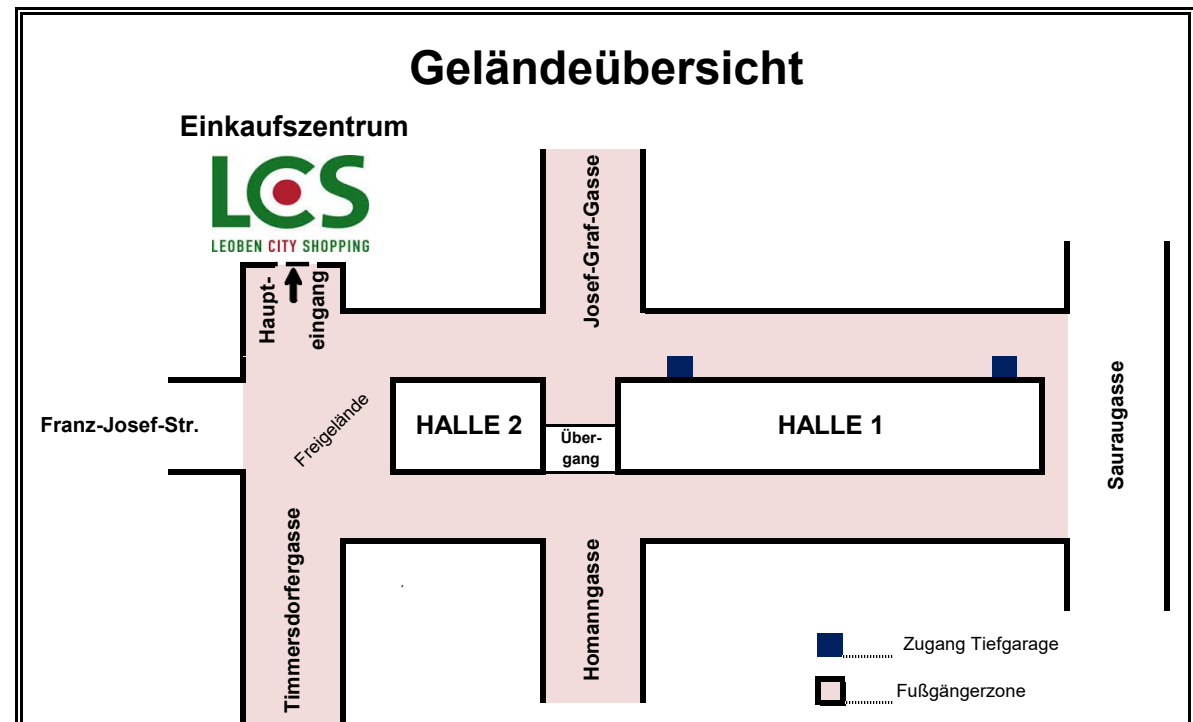 Geländeübersicht
Einkaufszentrum
LCS
LEOBEN CITY SHOPPING
Haupt-
eingang
Josef-Graf-Gasse
Franz-Josef-Str.
Freigelände
HALLE 2
Über-
gang
HALLE 1
Sauraugasse
Timmersdorfergasse
Homanngasse
Zugang Tiefgarage
Fußgängerzone